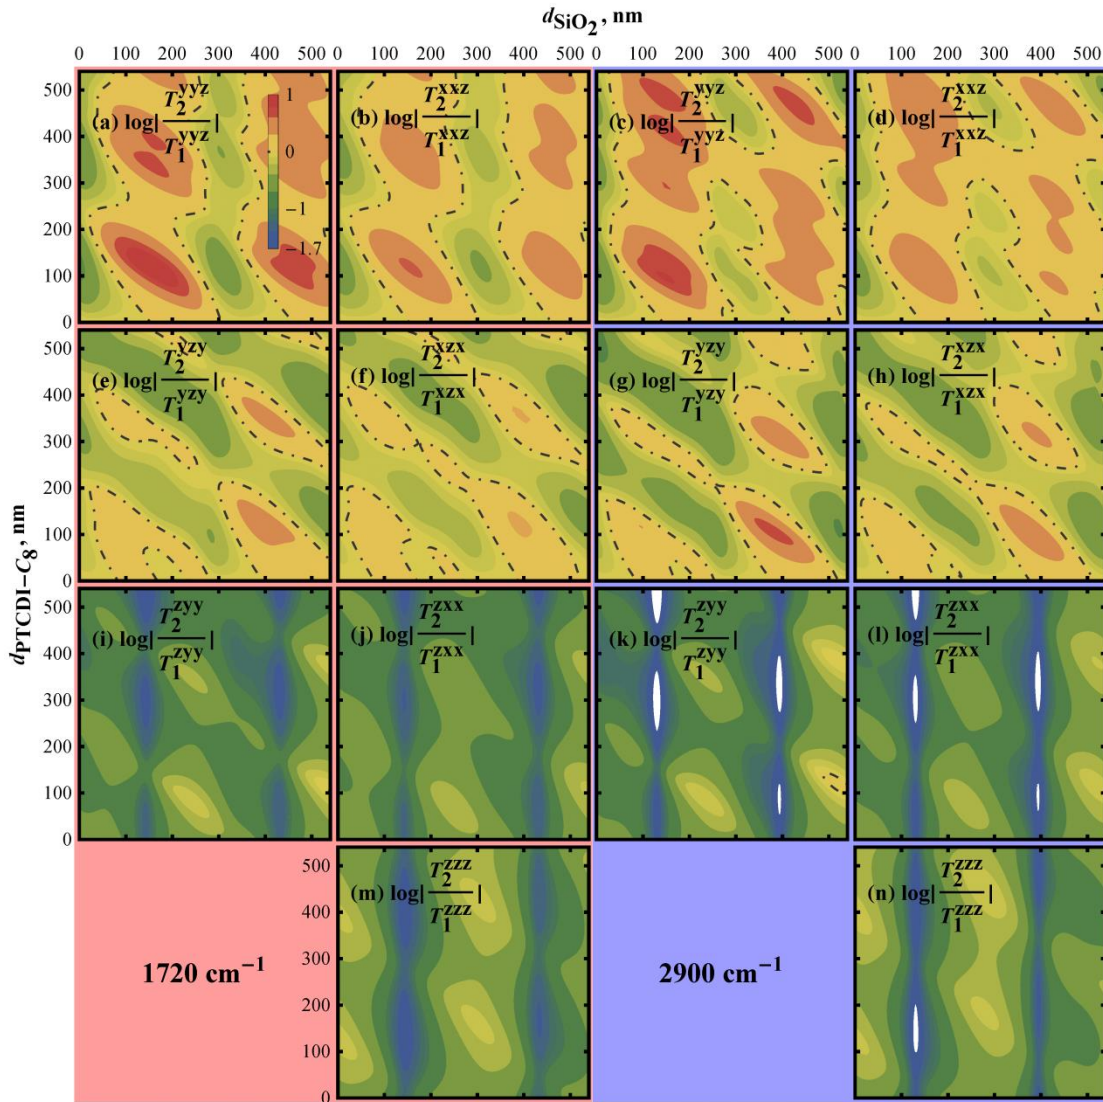 d_SiO₂, nm
0 100 200 300 400 500 0 100 200 300 400 500 0 100 200 300 400 500 0 100 200 300 400 500
d_PTCDI−C₈, nm
500
400
300
200
100
0
(a) log|T₂^yyz / T₁^yyz|
1
0
−1
−1.7
(b) log|T₂^xxz / T₁^xxz|
(c) log|T₂^yyz / T₁^yyz|
(d) log|T₂^xxz / T₁^xxz|
500
400
300
200
100
0
(e) log|T₂^yzy / T₁^yzy|
(f) log|T₂^xzx / T₁^xzx|
(g) log|T₂^yzy / T₁^yzy|
(h) log|T₂^xzx / T₁^xzx|
500
400
300
200
100
0
(i) log|T₂^zyy / T₁^zyy|
(j) log|T₂^zxx / T₁^zxx|
(k) log|T₂^zyy / T₁^zyy|
(l) log|T₂^zxx / T₁^zxx|
1720 cm⁻¹
500
400
300
200
100
0
(m) log|T₂^zzz / T₁^zzz|
2900 cm⁻¹
(n) log|T₂^zzz / T₁^zzz|